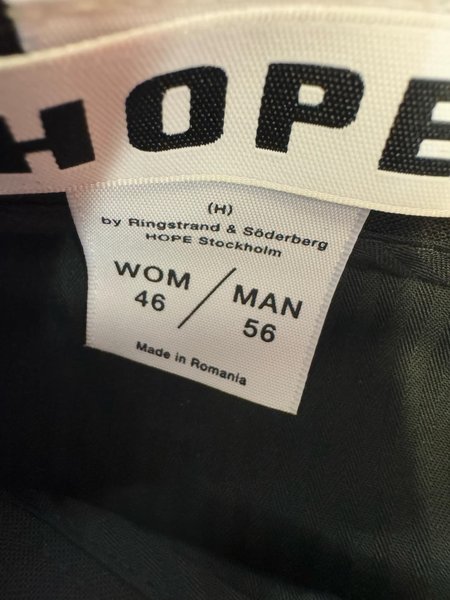 HOPE
(H)
by Ringstrand & Söderberg
HOPE Stockholm
WOM / MAN
46 56
Made in Romania